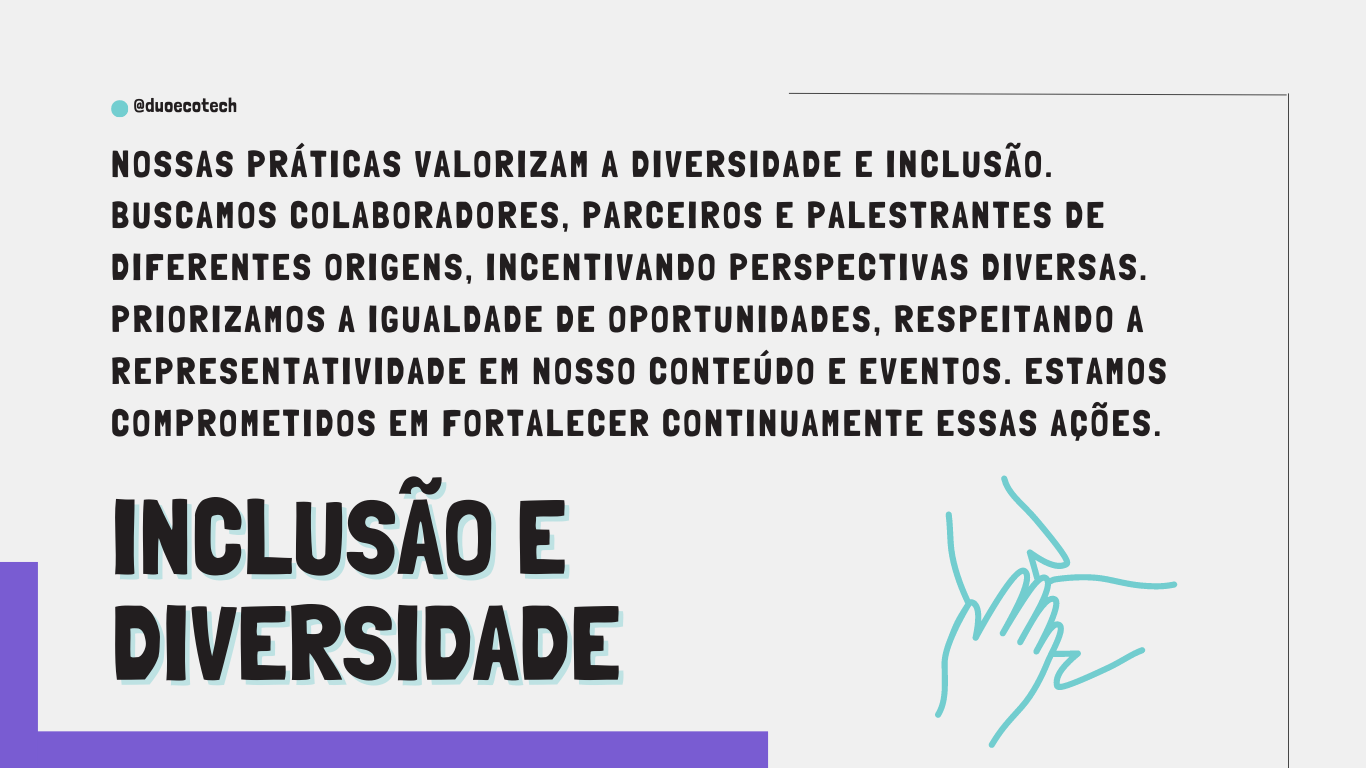 @duoecotech
NOSSAS PRÁTICAS VALORIZAM A DIVERSIDADE E INCLUSÃO.
BUSCAMOS COLABORADORES, PARCEIROS E PALESTRANTES DE
DIFERENTES ORIGENS, INCENTIVANDO PERSPECTIVAS DIVERSAS.
PRIORIZAMOS A IGUALDADE DE OPORTUNIDADES, RESPEITANDO A
REPRESENTATIVIDADE EM NOSSO CONTEÚDO E EVENTOS. ESTAMOS
COMPROMETIDOS EM FORTALECER CONTINUAMENTE ESSAS AÇÕES.
INCLUSÃO E
DIVERSIDADE